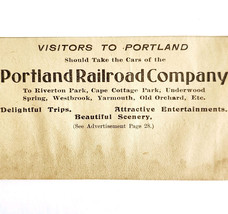 VISITORS TO PORTLAND
Should Take the Cars of the
Portland Railroad Company
To Riverton Park, Cape Cottage Park, Underwood
Spring, Westbrook, Yarmouth, Old Orchard, Etc.
Delightful Trips. Attractive Entertainments.
Beautiful Scenery.
(See Advertisement Page 28.)